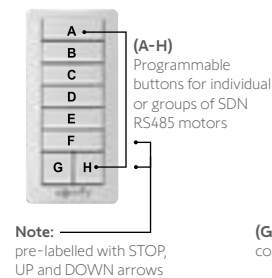 A
B
C
D
E
F
G H
somfy
(A-H)
Programmable
buttons for individual
or groups of SDN
RS485 motors
Note:
pre-labelled with STOP,
UP and DOWN arrows
(G
co